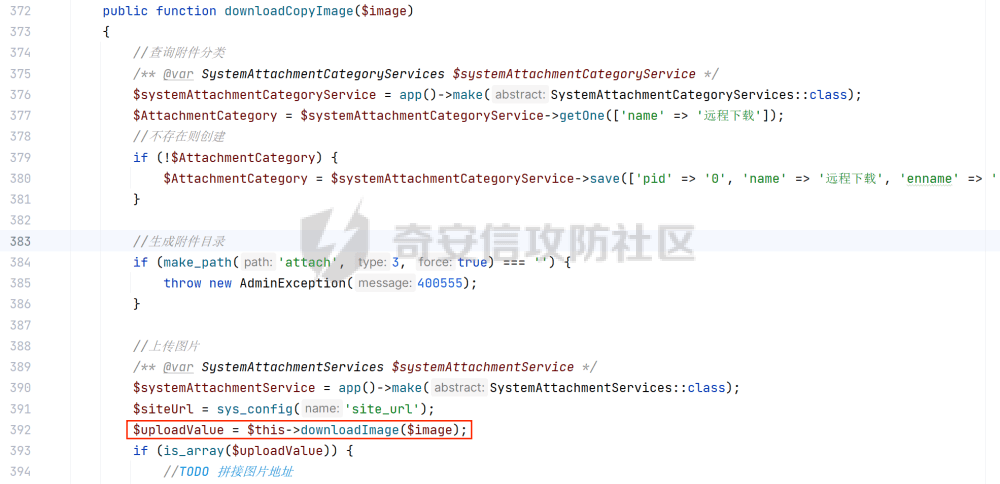 372 public function downloadCopyImage($image)
373 {
374 //查询附件分类
375 /** @var SystemAttachmentCategoryServices $systemAttachmentCategoryService */
376 $systemAttachmentCategoryService = app()->make( abstract: SystemAttachmentCategoryServices::class);
377 $AttachmentCategory = $systemAttachmentCategoryService->getOne(['name' => '远程下载']);
378 //不存在则创建
379 if (!$AttachmentCategory) {
380 $AttachmentCategory = $systemAttachmentCategoryService->save(['pid' => '0', 'name' => '远程下载', 'enname' => '
381 }
382
383 //生成附件目录
384 if (make_path( path: 'attach', type: 3, force: true) === '') {
385 throw new AdminException( message: 400555);
386 }
387
388 //上传图片
389 /** @var SystemAttachmentServices $systemAttachmentService */
390 $systemAttachmentService = app()->make( abstract: SystemAttachmentServices::class);
391 $siteUrl = sys_config( name: 'site_url');
392 $uploadValue = $this->downloadImage($image);
393 if (is_array($uploadValue)) {
394 //TODO 拼接图片地址
奇安信攻防社区